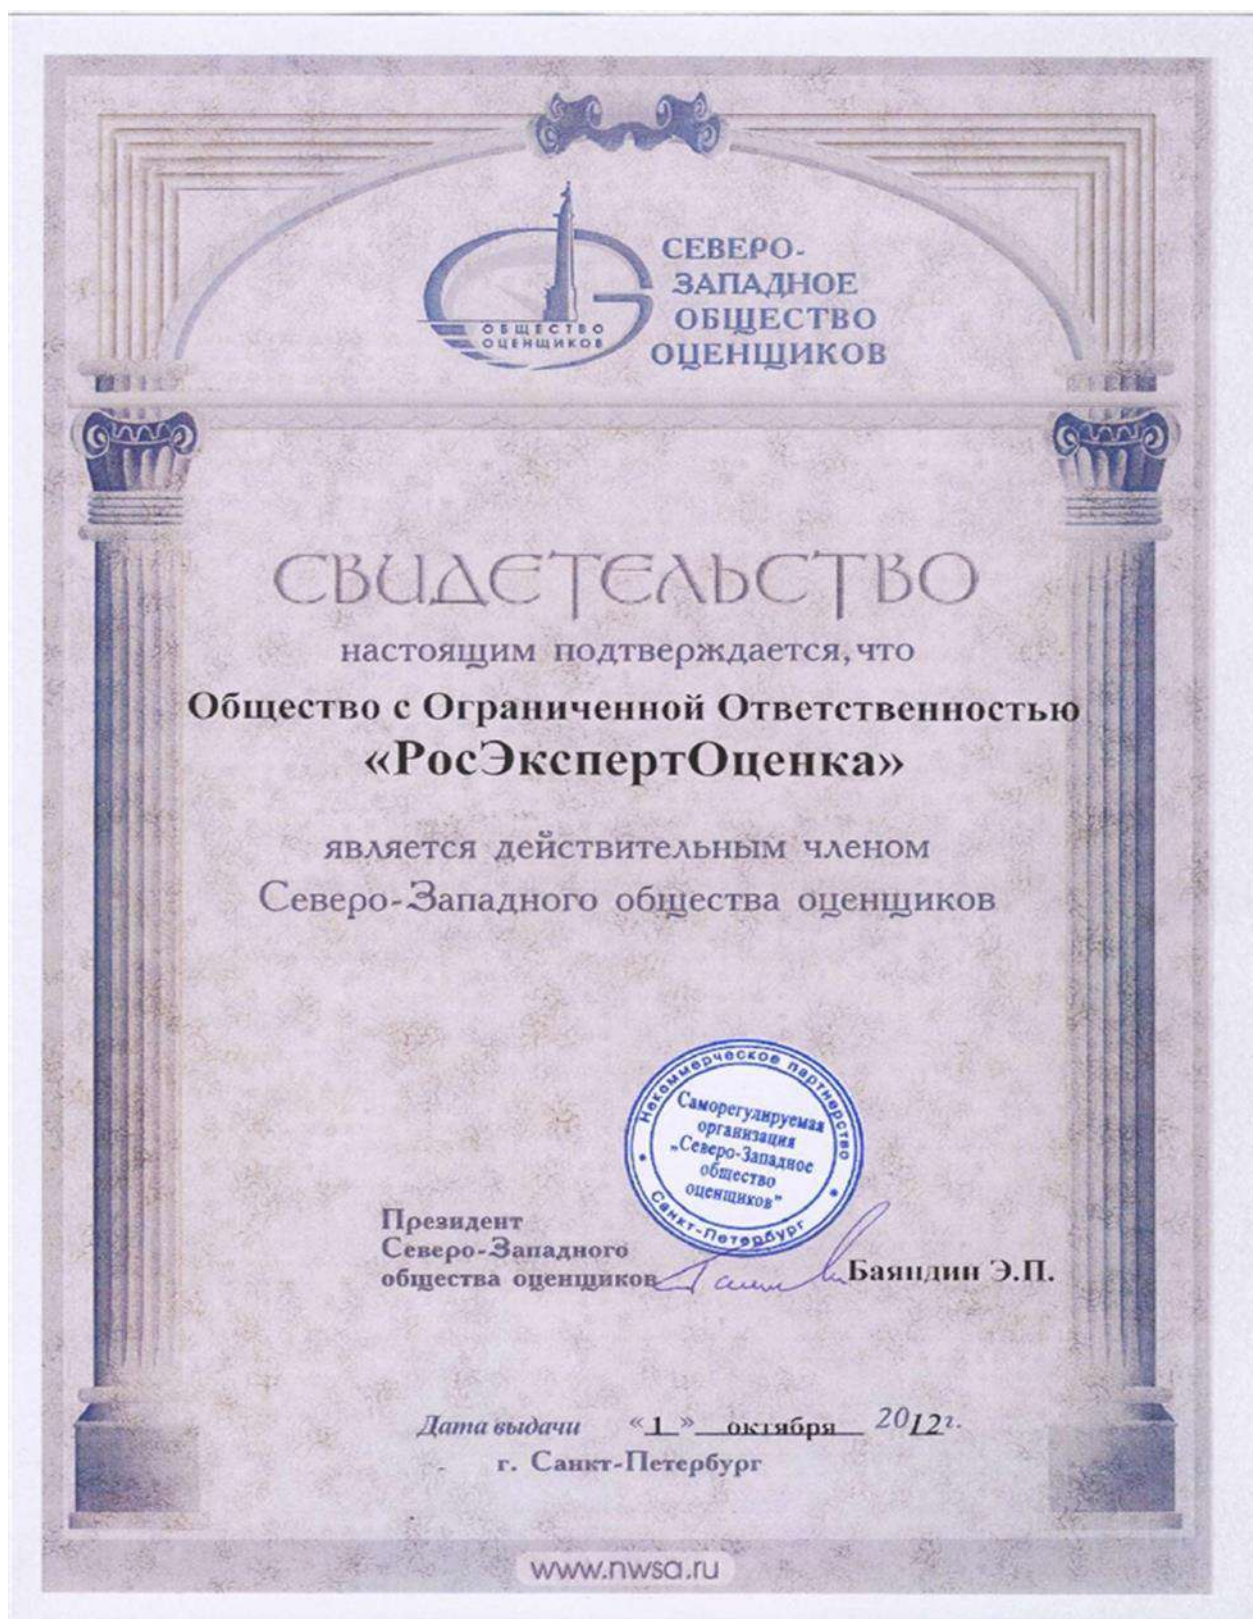 ОБЩЕСТВО
ОЦЕНЩИКОВ
СЕВЕРО-
ЗАПАДНОЕ
ОБЩЕСТВО
ОЦЕНЩИКОВ
СВИДЕТЕЛЬСТВО
настоящим подтверждается, что
Общество с Ограниченной Ответственностью
«РосЭкспертОценка»
является действительным членом
Северо-Западного общества оценщиков
Некоммерческое партнерство
Саморегулируемая
организация
„Северо-Западное
общество
оценщиков"
Санкт-Петербург
Президент
Северо-Западного
общества оценщиков
Баяндин Э.П.
Дата выдачи « 1 » октября 2012г.
г. Санкт-Петербург
www.nwsa.ru